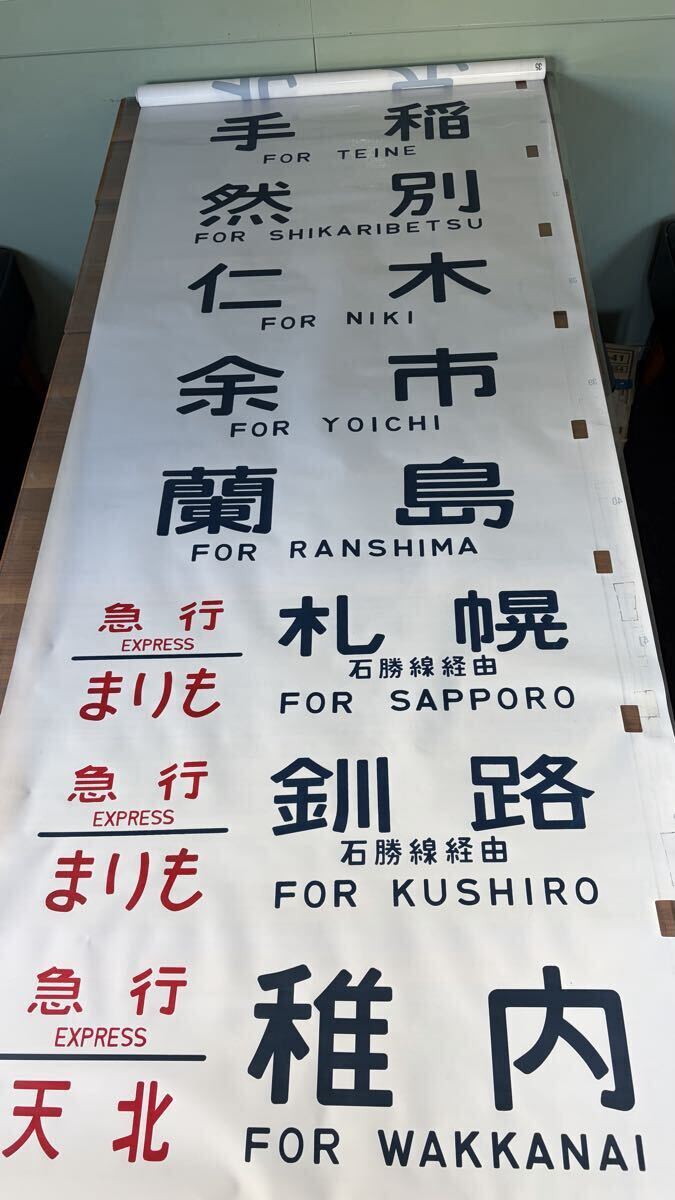 JR
35
手稲
FOR TEINE
然別
FOR SHIKARIBETSU
仁木
FOR NIKI
余市
FOR YOICHI
蘭島
FOR RANSHIMA
急行
EXPRESS
まりも
札幌
石勝線経由
FOR SAPPORO
急行
EXPRESS
まりも
釧路
石勝線経由
FOR KUSHIRO
急行
EXPRESS
天北
稚内
FOR WAKKANAI